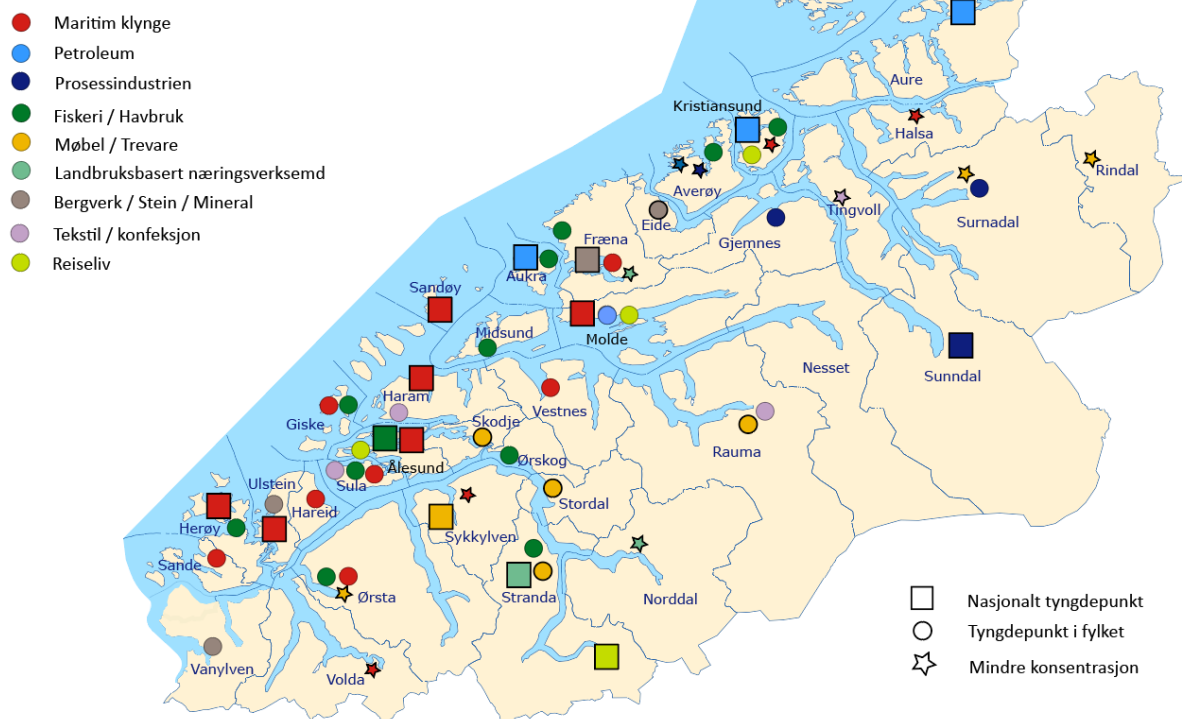 Maritim klynge
Petroleum
Prosessindustrien
Fiskeri / Havbruk
Møbel / Trevare
Landbruksbasert næringsverksemd
Bergverk / Stein / Mineral
Tekstil / konfeksjon
Reiseliv
Aure
Kristiansund
Halsa
Rindal
Averøy
Tingvoll
Surnadal
Eide
Gjemnes
Fræna
Aukra
Sandøy
Midsund
Molde
Nesset
Sunndal
Haram
Vestnes
Giske
Skodje
Rauma
Ålesund
Ørskog
Sula
Ulstein
Hareid
Stordal
Herøy
Sykkylven
Sande
Ørsta
Stranda
Norddal
Vanylven
Volda
Nasjonalt tyngdepunkt
Tyngdepunkt i fylket
Mindre konsentrasjon